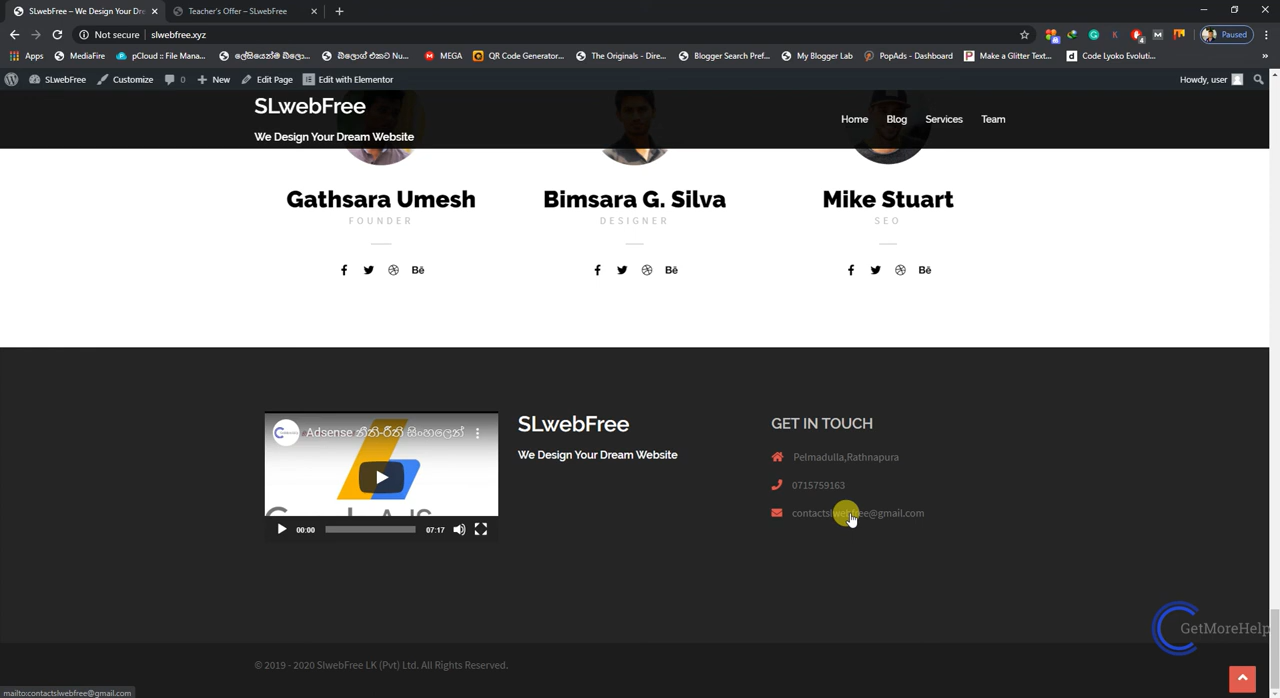 SLwebFree – We Design Your Dre
Teacher's Offer – SLwebFree
Not secure | slwebfree.xyz
Paused
Apps
MediaFire
pCloud :: File Mana...
ලේසියෙන්ම බ්ලො...
බ්ලොග් එකට Nu...
MEGA
QR Code Generator...
The Originals - Dire...
Blogger Search Pref...
My Blogger Lab
PopAds - Dashboard
Make a Glitter Text...
Code Lyoko Evoluti...
SLwebFree
Customize
0
New
Edit Page
Edit with Elementor
Howdy, user
SLwebFree
We Design Your Dream Website
Home
Blog
Services
Team
Gathsara Umesh
FOUNDER
Bimsara G. Silva
DESIGNER
Mike Stuart
SEO
Adsense නීති-රීති සිංහලෙන්
00:00
07:17
SLwebFree
We Design Your Dream Website
GET IN TOUCH
Pelmadulla,Rathnapura
0715759163
contactslwebfree@gmail.com
GetMoreHelp
© 2019 - 2020 SlwebFree LK (Pvt) Ltd. All Rights Reserved.
mailto:contactslwebfree@gmail.com